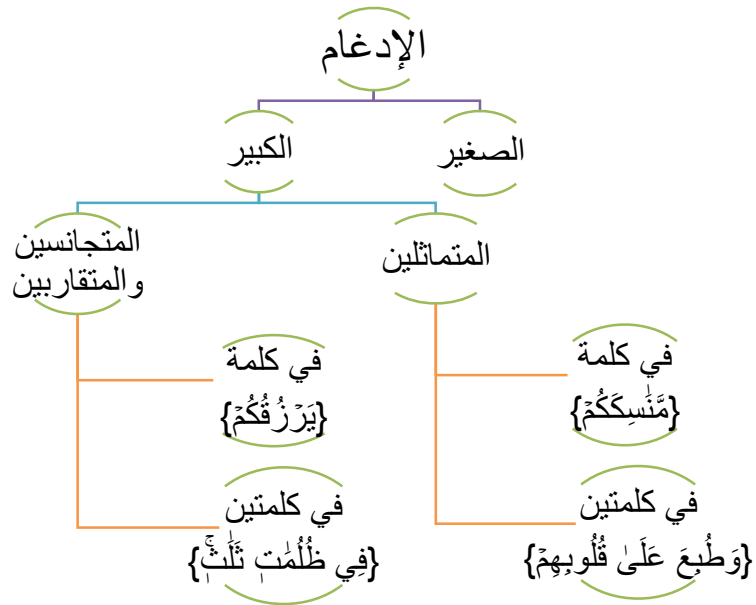 الإدغام
الصغير
الكبير
المتماثلين
المتجانسين
والمتقاربين
في كلمة
{مَّنَٰسِكَكُمۡ}
في كلمة
{يَرۡزُقُكُمۡ}
في كلمتين
{وَطُبِعَ عَلَىٰ قُلُوبِهِمۡ}
في كلمتين
{فِي ظُلُمَٰتٖ ثَلَٰثٖۚ}